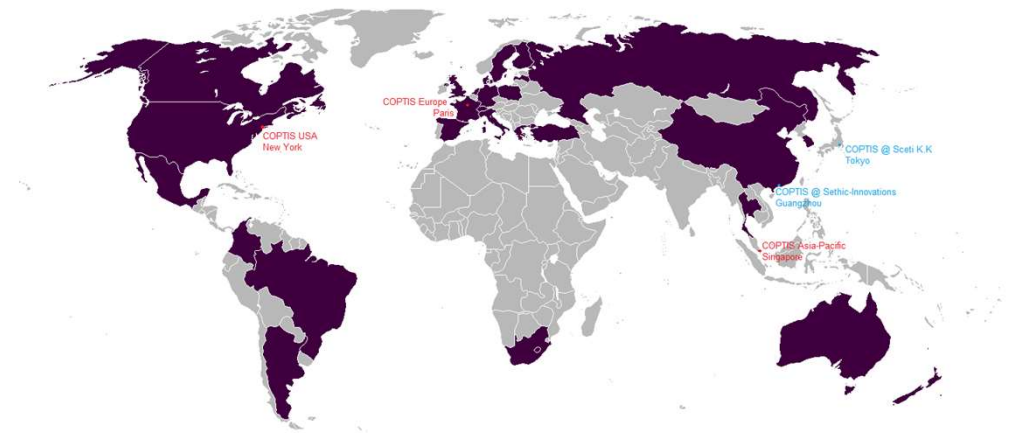 COPTIS Europe
Paris
COPTIS USA
New York
COPTIS @ Sceti K.K
Tokyo
COPTIS @ Sethic-Innovations
Guangzhou
COPTIS Asia-Pacific
Singapore